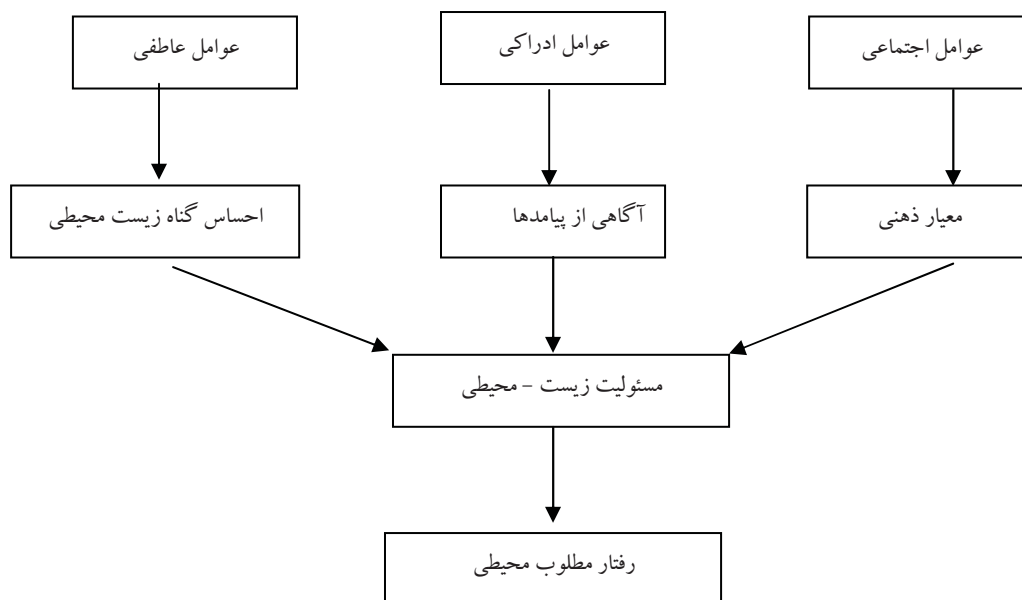 عوامل اجتماعی
عوامل ادراکی
عوامل عاطفی
معیار ذهنی
آگاهی از پیامدها
احساس گناه زیست محیطی
مسئولیت زیست – محیطی
رفتار مطلوب محیطی